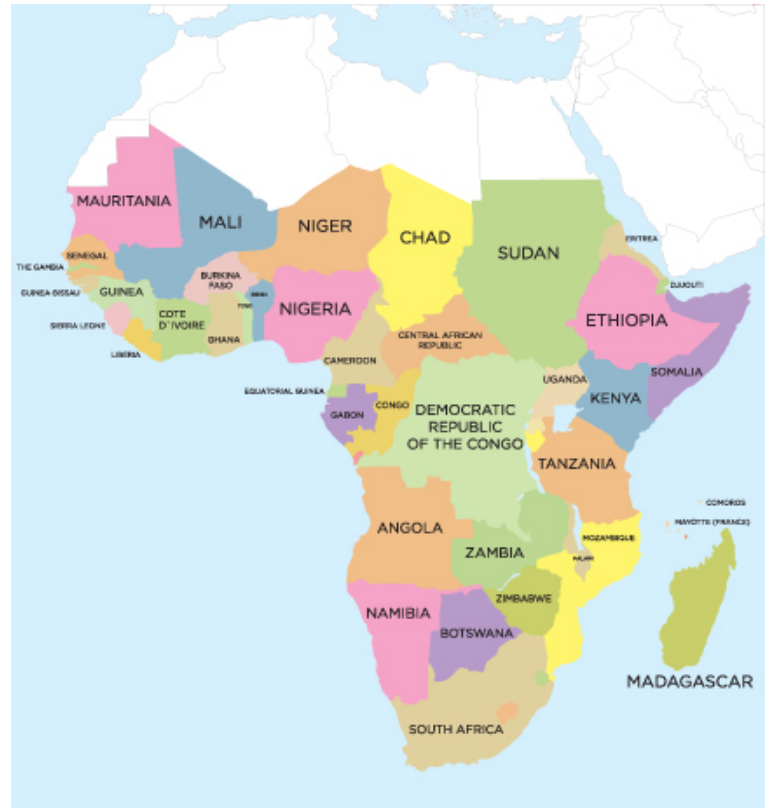 MAURITANIA
MALI
NIGER
CHAD
SUDAN
ERITREA
SENEGAL
THE GAMBIA
GUINEA BISSAU
GUINEA
BURKINA
FASO
BENIN
TOGO
NIGERIA
DJIUOUTI
ETHIOPIA
SIERRA LEONE
COTE
D'IVOIRE
GHANA
LIBERIA
CENTRAL AFRICAN
REPUBLIC
CAMEROON
SOMALIA
UGANDA
KENYA
EQUATORIAL GUINEA
GABON
CONGO
DEMOCRATIC
REPUBLIC
OF THE CONGO
TANZANIA
COMOROS
MAYOTTE (FRANCE)
ANGOLA
ZAMBIA
MOZAMBIQUE
MALAWI
ZIMBABWE
NAMIBIA
BOTSWANA
MADAGASCAR
SOUTH AFRICA